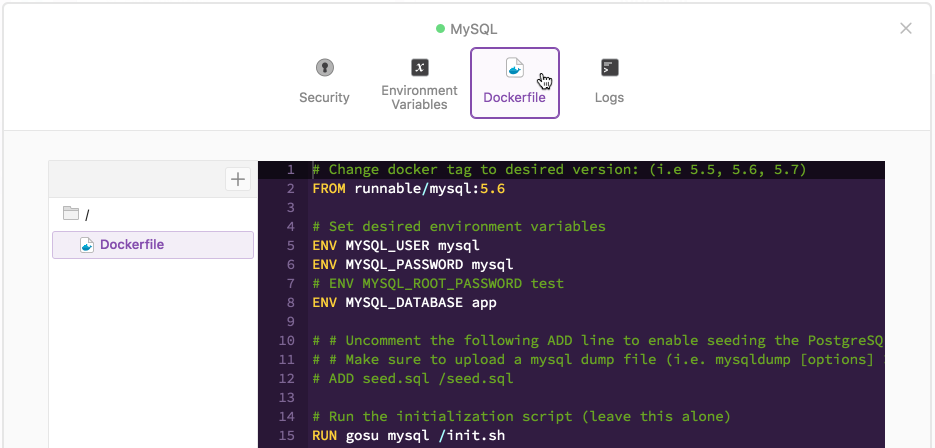 MySQL
Security
Environment
Variables
Dockerfile
Logs
/
Dockerfile
1 # Change docker tag to desired version: (i.e 5.5, 5.6, 5.7)
2 FROM runnable/mysql:5.6
3
4 # Set desired environment variables
5 ENV MYSQL_USER mysql
6 ENV MYSQL_PASSWORD mysql
7 # ENV MYSQL_ROOT_PASSWORD test
8 ENV MYSQL_DATABASE app
9
10 # # Uncomment the following ADD line to enable seeding the PostgreSQ
11 # # Make sure to upload a mysql dump file (i.e. mysqldump [options]
12 # ADD seed.sql /seed.sql
13
14 # Run the initialization script (leave this alone)
15 RUN gosu mysql /init.sh